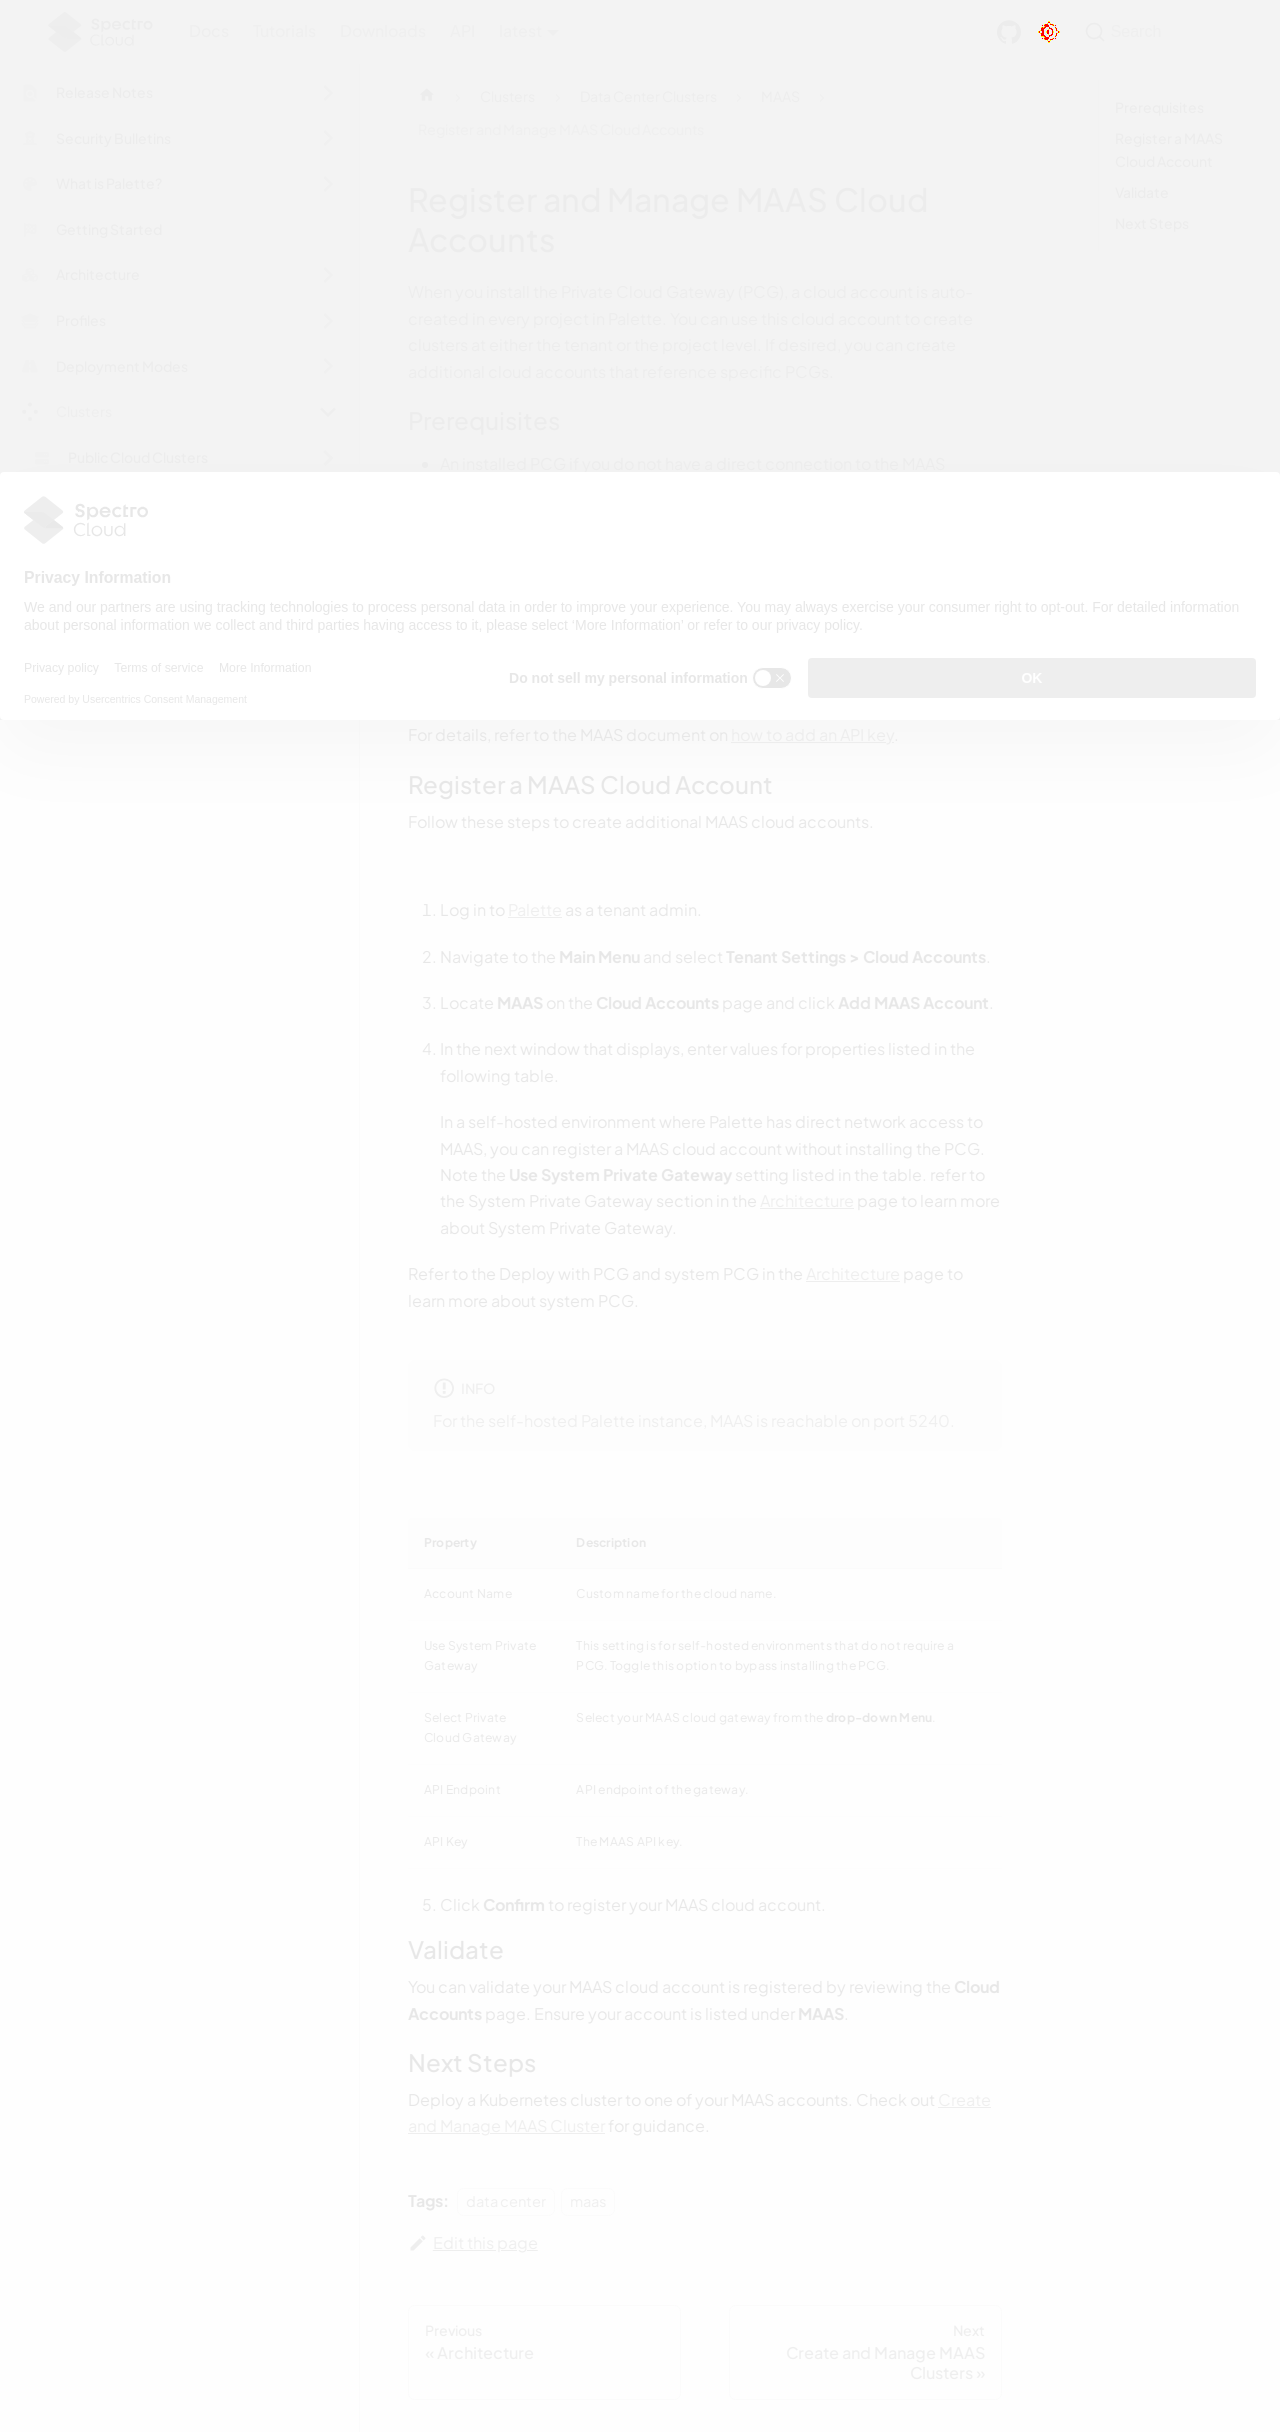 Spectro
Cloud
Docs
Tutorials
Downloads
API
latest
Search
Release Notes
Security Bulletins
What is Palette?
Getting Started
Architecture
Profiles
Deployment Modes
Clusters
Public Cloud Clusters
Clusters
Data Center Clusters
MAAS
Register and Manage MAAS Cloud Accounts
Prerequisites
Register a MAAS
Cloud Account
Validate
Next Steps
Register and Manage MAAS Cloud
Accounts
When you install the Private Cloud Gateway (PCG), a cloud account is auto-
created in every project in Palette. You can use this cloud account to create
clusters at either the tenant or the project level. If desired, you can create
additional cloud accounts that reference specific PCGs.
Prerequisites
An installed PCG if you do not have a direct connection to the MAAS
Spectro
Cloud
Privacy Information
We and our partners are using tracking technologies to process personal data in order to improve your experience. You may always exercise your consumer right to opt-out. For detailed information
about personal information we collect and third parties having access to it, please select ‘More Information’ or refer to our privacy policy.
Privacy policy Terms of service More Information
Powered by Usercentrics Consent Management
Do not sell my personal information
OK
For details, refer to the MAAS document on how to add an API key.
Register a MAAS Cloud Account
Follow these steps to create additional MAAS cloud accounts.
1. Log in to Palette as a tenant admin.
2. Navigate to the Main Menu and select Tenant Settings > Cloud Accounts.
3. Locate MAAS on the Cloud Accounts page and click Add MAAS Account.
4. In the next window that displays, enter values for properties listed in the
following table.
In a self-hosted environment where Palette has direct network access to
MAAS, you can register a MAAS cloud account without installing the PCG.
Note the Use System Private Gateway setting listed in the table. refer to
the System Private Gateway section in the Architecture page to learn more
about System Private Gateway.
Refer to the Deploy with PCG and system PCG in the Architecture page to
learn more about system PCG.
INFO
For the self-hosted Palette instance, MAAS is reachable on port 5240.
Property Description
Account Name Custom name for the cloud name.
Use System Private This setting is for self-hosted environments that do not require a
Gateway PCG. Toggle this option to bypass installing the PCG.
Select Private Select your MAAS cloud gateway from the drop-down Menu.
Cloud Gateway
API Endpoint API endpoint of the gateway.
API Key The MAAS API key.
5. Click Confirm to register your MAAS cloud account.
Validate
You can validate your MAAS cloud account is registered by reviewing the Cloud
Accounts page. Ensure your account is listed under MAAS.
Next Steps
Deploy a Kubernetes cluster to one of your MAAS accounts. Check out Create
and Manage MAAS Cluster for guidance.
Tags: data center maas
Edit this page
Previous
« Architecture
Next
Create and Manage MAAS
Clusters »